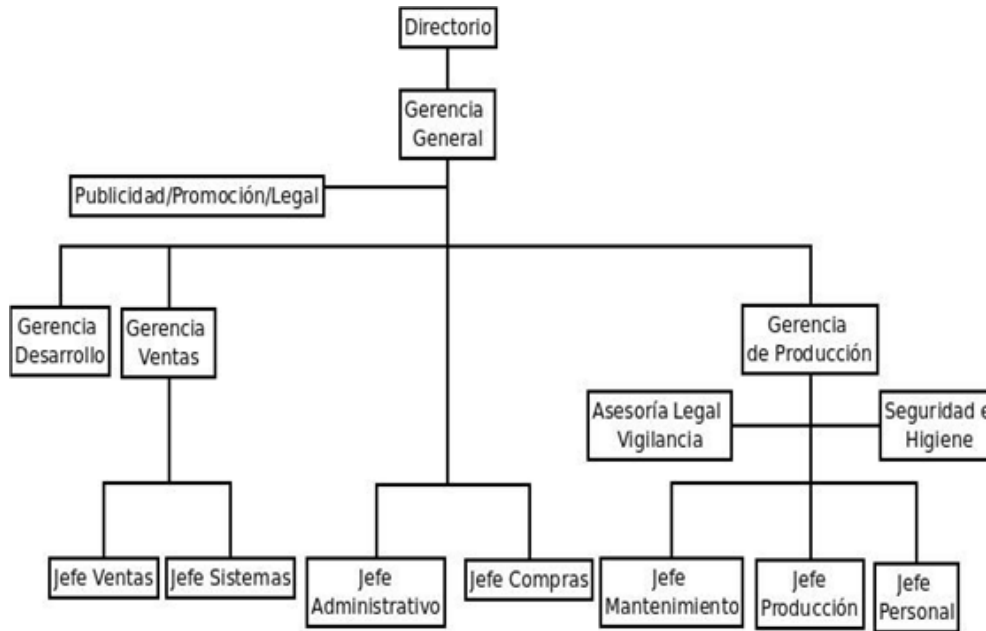 Directorio
Gerencia
General
Publicidad/Promoción/Legal
Gerencia
Desarrollo
Gerencia
Ventas
Gerencia
de Producción
Asesoría Legal
Vigilancia
Seguridad e
Higiene
Jefe Ventas
Jefe Sistemas
Jefe
Administrativo
Jefe Compras
Jefe
Mantenimiento
Jefe
Producción
Jefe
Personal